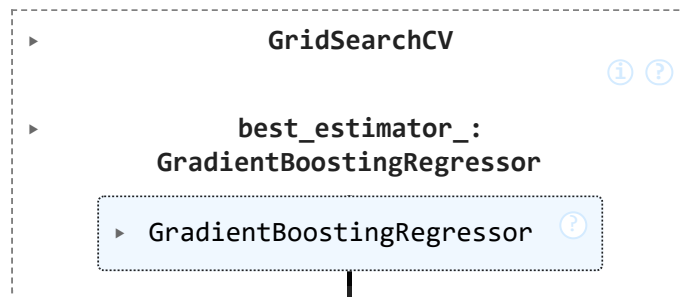 GridSearchCV
i ?
best_estimator_:
GradientBoostingRegressor
GradientBoostingRegressor ?